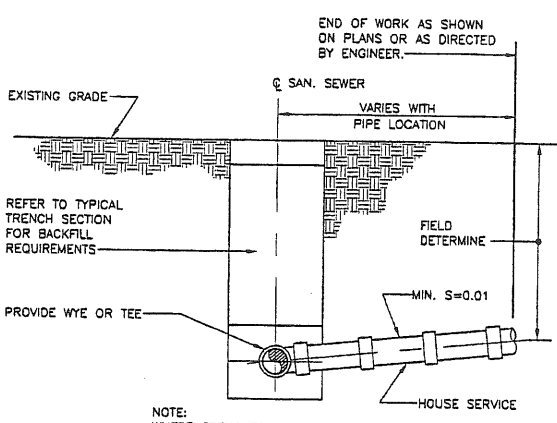 END OF WORK AS SHOWN
ON PLANS OR AS DIRECTED
BY ENGINEER.
℄ SAN. SEWER
EXISTING GRADE
VARIES WITH
PIPE LOCATION
REFER TO TYPICAL
TRENCH SECTION
FOR BACKFILL
REQUIREMENTS
FIELD
DETERMINE
MIN. S=0.01
PROVIDE WYE OR TEE
HOUSE SERVICE
NOTE: